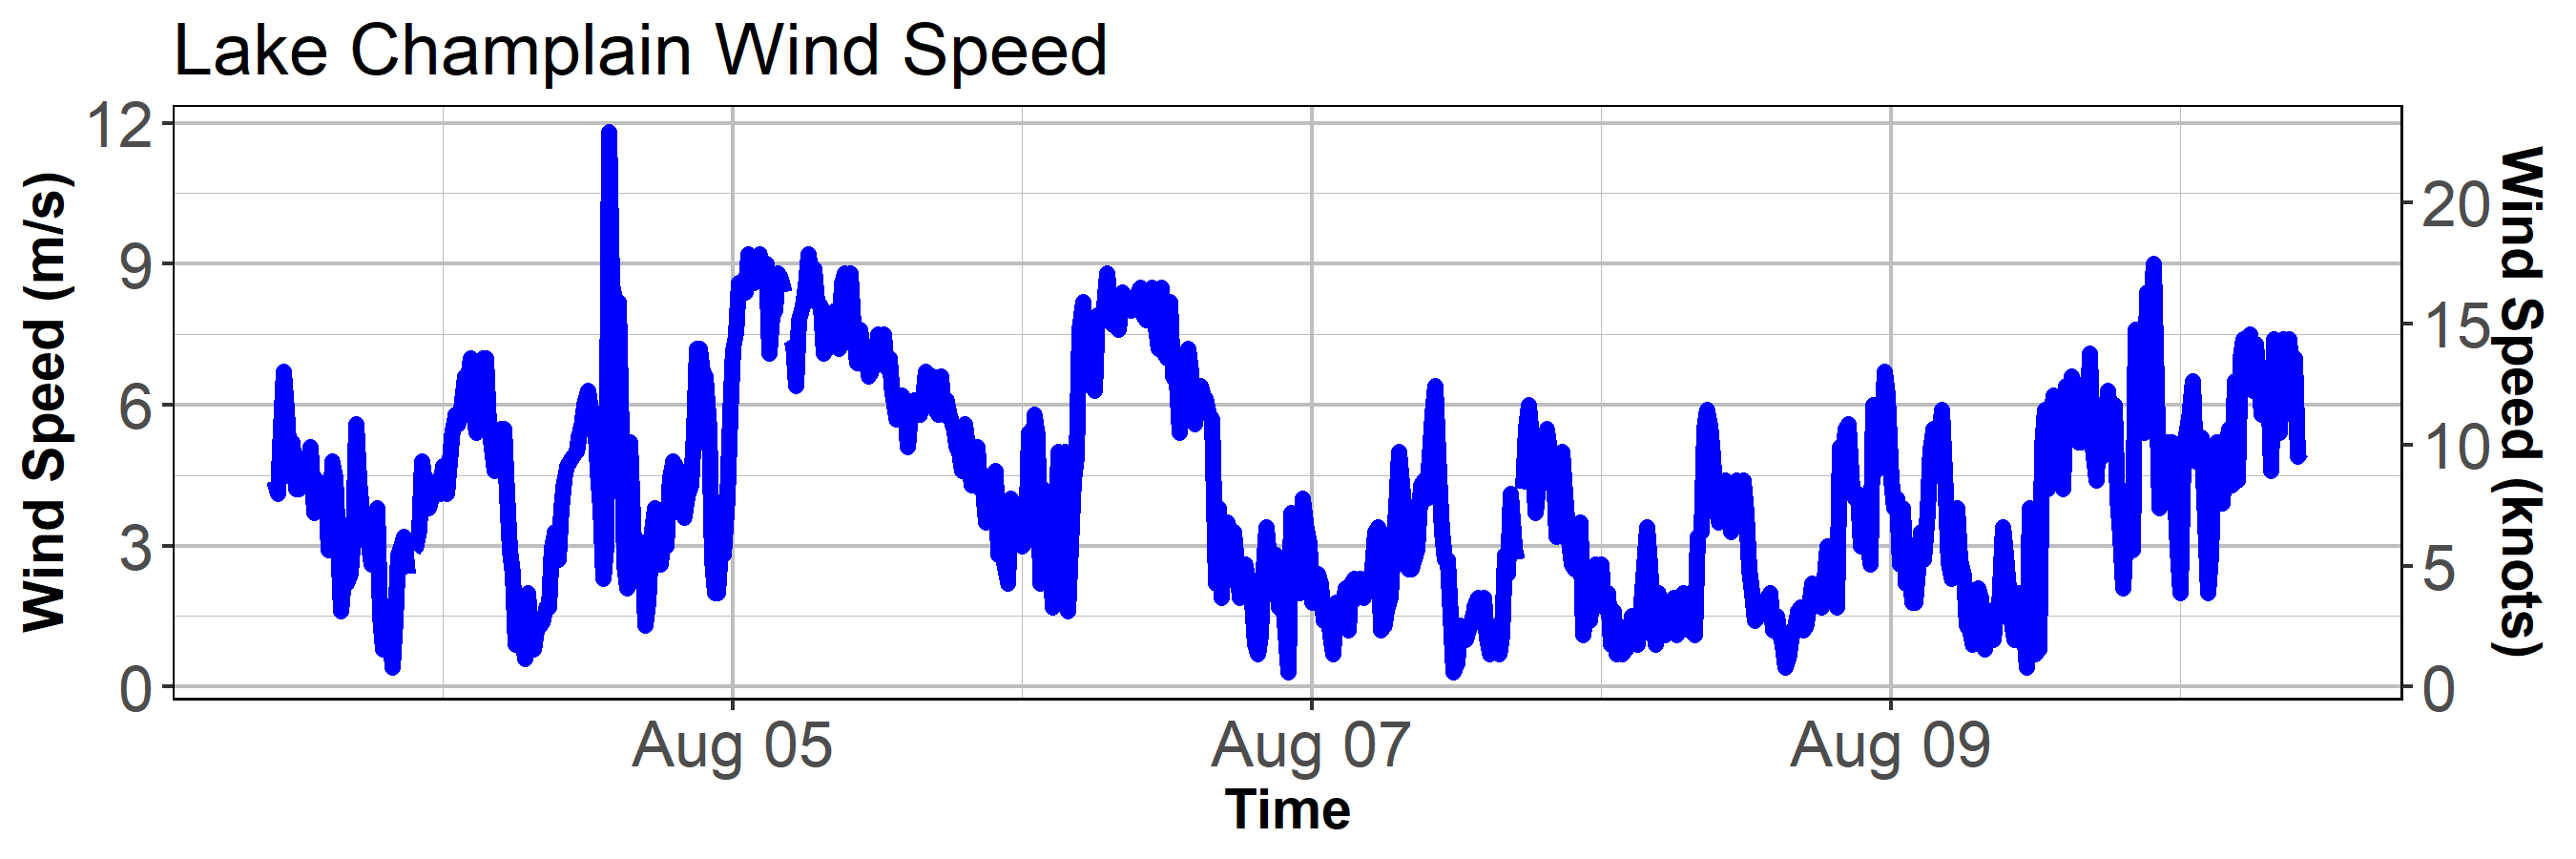 Lake Champlain Wind Speed
Wind Speed (m/s)
12
9
6
3
0
20
15
10
5
0
Wind Speed (knots)
Aug 05
Aug 07
Aug 09
Time